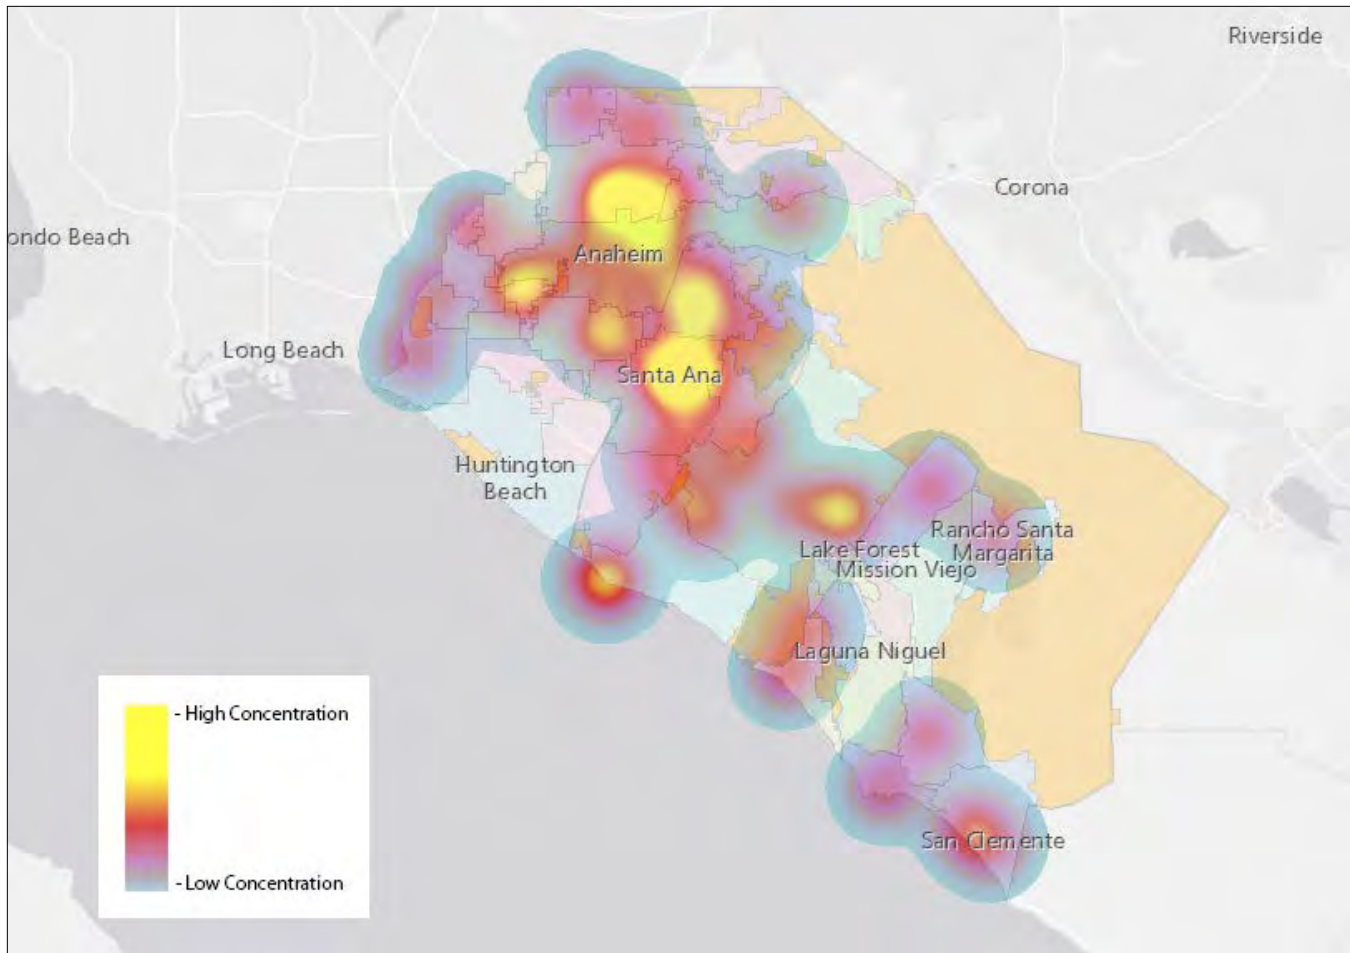 Riverside
Corona
ondo Beach
Anaheim
Long Beach
Santa Ana
Huntington
Beach
Rancho Santa
Margarita
Lake Forest
Mission Viejo
Laguna Niguel
- High Concentration
- Low Concentration
San Clemente